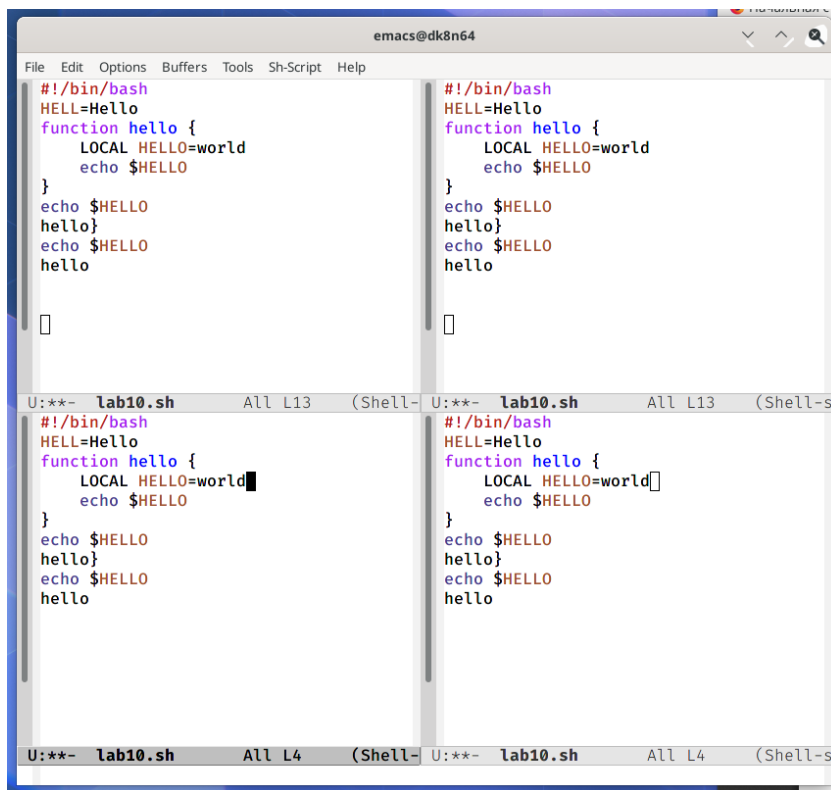 Начальная с
emacs@dk8n64
File Edit Options Buffers Tools Sh-Script Help
#!/bin/bash
HELL=Hello
function hello {
    LOCAL HELLO=world
    echo $HELLO
}
echo $HELLO
hello}
echo $HELLO
hello
U:**- lab10.sh All L13 (Shell-
#!/bin/bash
HELL=Hello
function hello {
    LOCAL HELLO=world
    echo $HELLO
}
echo $HELLO
hello}
echo $HELLO
hello
U:**- lab10.sh All L13 (Shell-s
#!/bin/bash
HELL=Hello
function hello {
    LOCAL HELLO=world
    echo $HELLO
}
echo $HELLO
hello}
echo $HELLO
hello
U:**- lab10.sh All L4 (Shell-
#!/bin/bash
HELL=Hello
function hello {
    LOCAL HELLO=world
    echo $HELLO
}
echo $HELLO
hello}
echo $HELLO
hello
U:**- lab10.sh All L4 (Shell-s